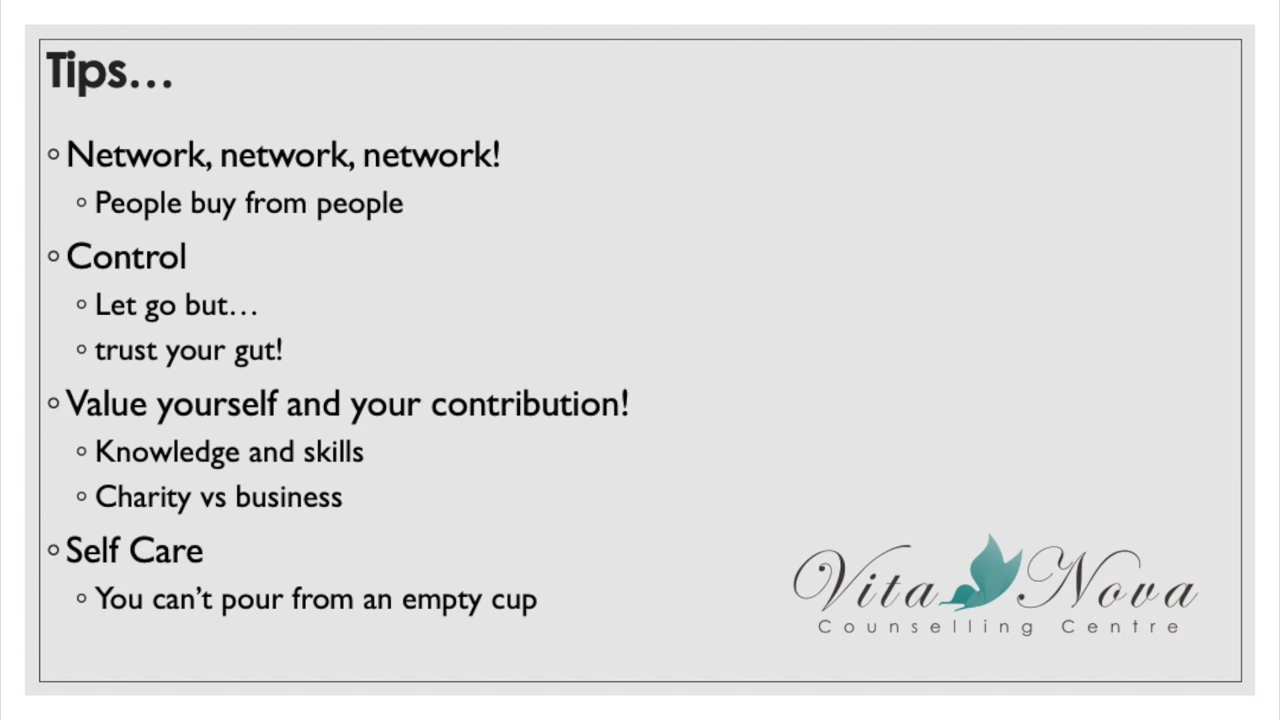 Tips...
Network, network, network!
People buy from people
Control
Let go but...
trust your gut!
Value yourself and your contribution!
Knowledge and skills
Charity vs business
Self Care
You can’t pour from an empty cup
Vita Nova
Counselling Centre